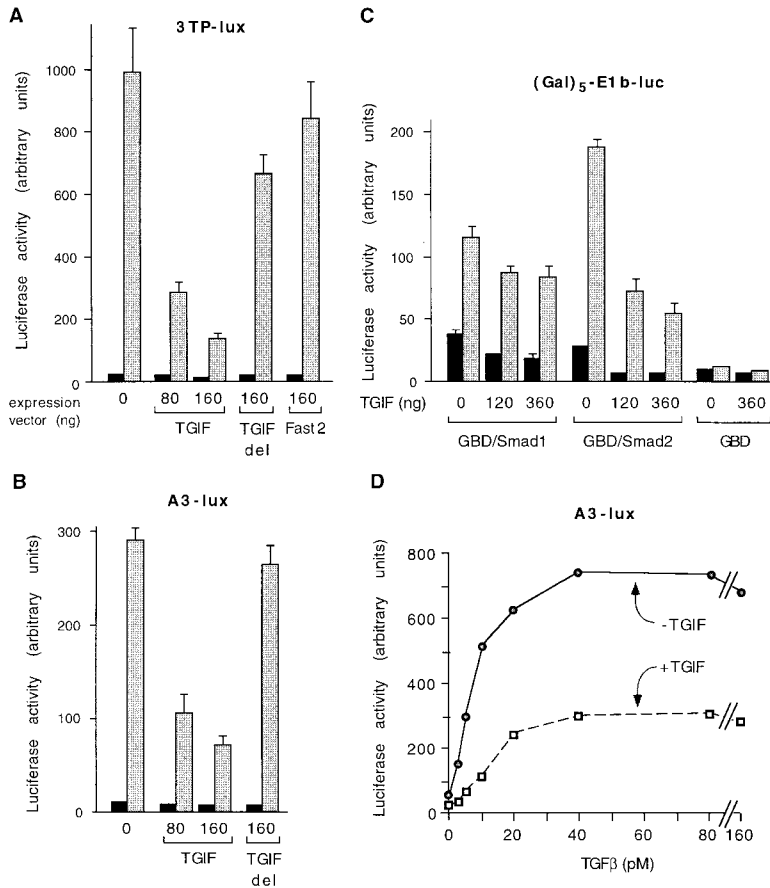 A
3TP-lux
Luciferase activity (arbitrary units)
1000
800
600
400
200
0
expression vector (ng)
0
80 160
160
160
TGIF
TGIF del
Fast2
B
A3-lux
Luciferase activity (arbitrary units)
300
200
100
0
0
80 160
160
TGIF
TGIF del
C
(Gal)5-E1b-luc
Luciferase activity (arbitrary units)
200
150
100
50
0
TGIF (ng)
0 120 360
0 120 360
0 360
GBD/Smad1
GBD/Smad2
GBD
D
A3-lux
Luciferase activity (arbitrary units)
800
600
400
200
0
-TGIF
+TGIF
0 20 40 60 80 160
TGFβ (pM)